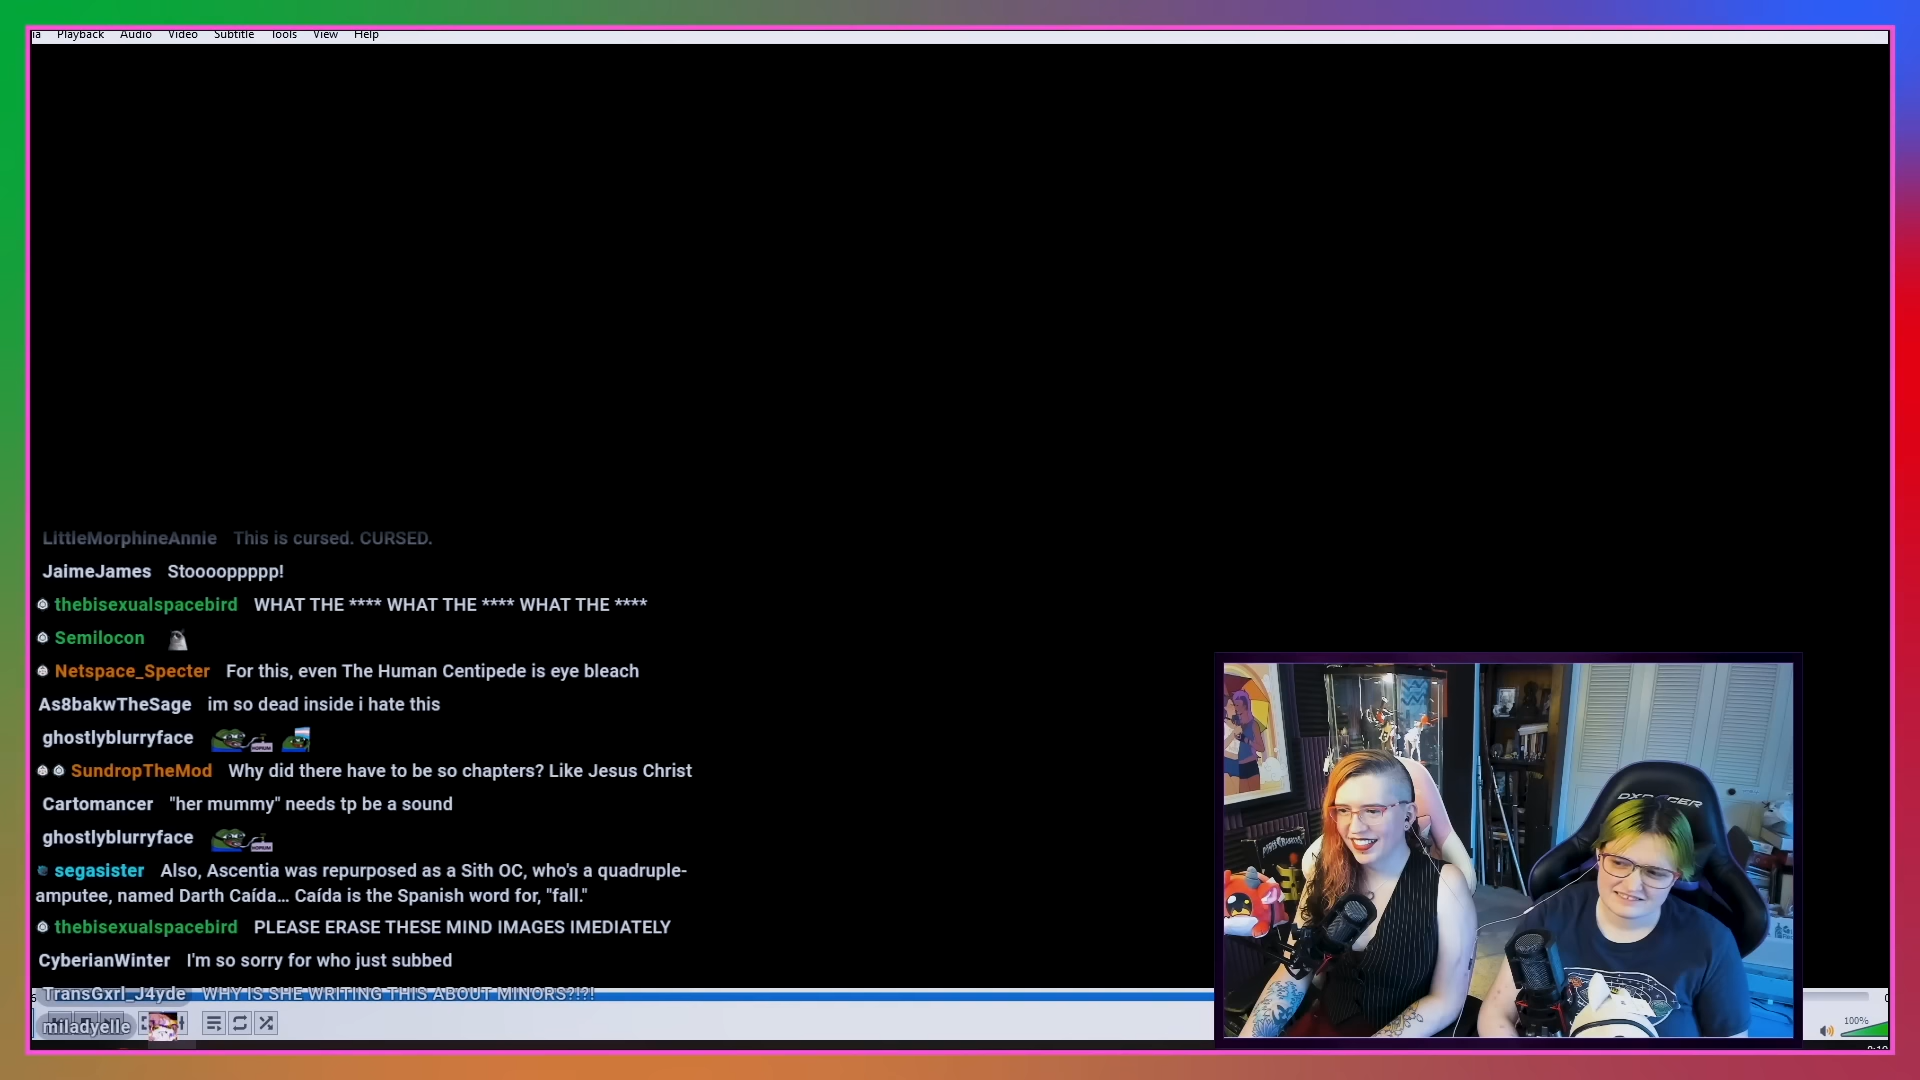 Playback Audio Video Subtitle Tools View Help
LittleMorphineAnnie This is cursed. CURSED.
JaimeJames Stooooppppp!
thebisexualspacebird WHAT THE **** WHAT THE **** WHAT THE ****
Semilocon
Netspace_Specter For this, even The Human Centipede is eye bleach
As8bakwTheSage im so dead inside i hate this
ghostlyblurryface
SundropTheMod Why did there have to be so chapters? Like Jesus Christ
Cartomancer "her mummy" needs tp be a sound
ghostlyblurryface
segasister Also, Ascentia was repurposed as a Sith OC, who's a quadruple-
amputee, named Darth Caída... Caída is the Spanish word for, "fall."
thebisexualspacebird PLEASE ERASE THESE MIND IMAGES IMEDIATELY
CyberianWinter I'm so sorry for who just subbed
TransGxrl_J4yde WHY IS SHE WRITING THIS ABOUT MINORS?!?!
miladyelle
100%
DXRACER